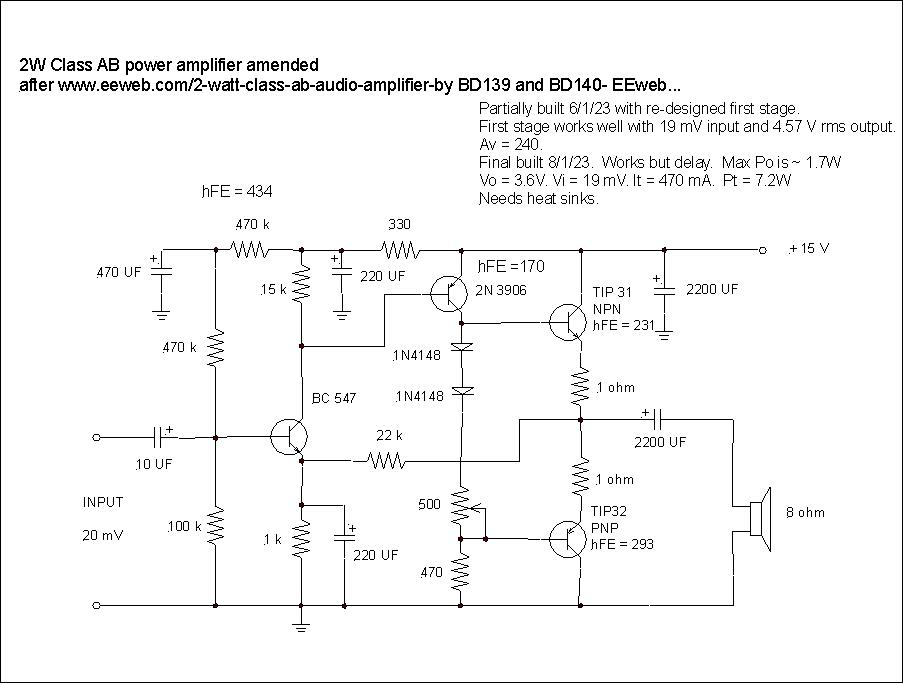 2W Class AB power amplifier amended
after www.eeweb.com/2-watt-class-ab-audio-amplifier-by BD139 and BD140- EEweb...
Partially built 6/1/23 with re-designed first stage.
First stage works well with 19 mV input and 4.57 V rms output.
Av = 240.
Final built 8/1/23. Works but delay. Max Po is ~ 1.7W
Vo = 3.6V. Vi = 19 mV. It = 470 mA. Pt = 7.2W
Needs heat sinks.
hFE = 434
470 k
330
+
470 UF
15 k
+
220 UF
hFE =170
2N 3906
+ 15 V
TIP 31
NPN
hFE = 231
+
2200 UF
470 k
1N4148
1N4148
1 ohm
BC 547
+
10 UF
22 k
+
2200 UF
INPUT
20 mV
100 k
1 k
+
220 UF
500
470
1 ohm
TIP32
PNP
hFE = 293
8 ohm